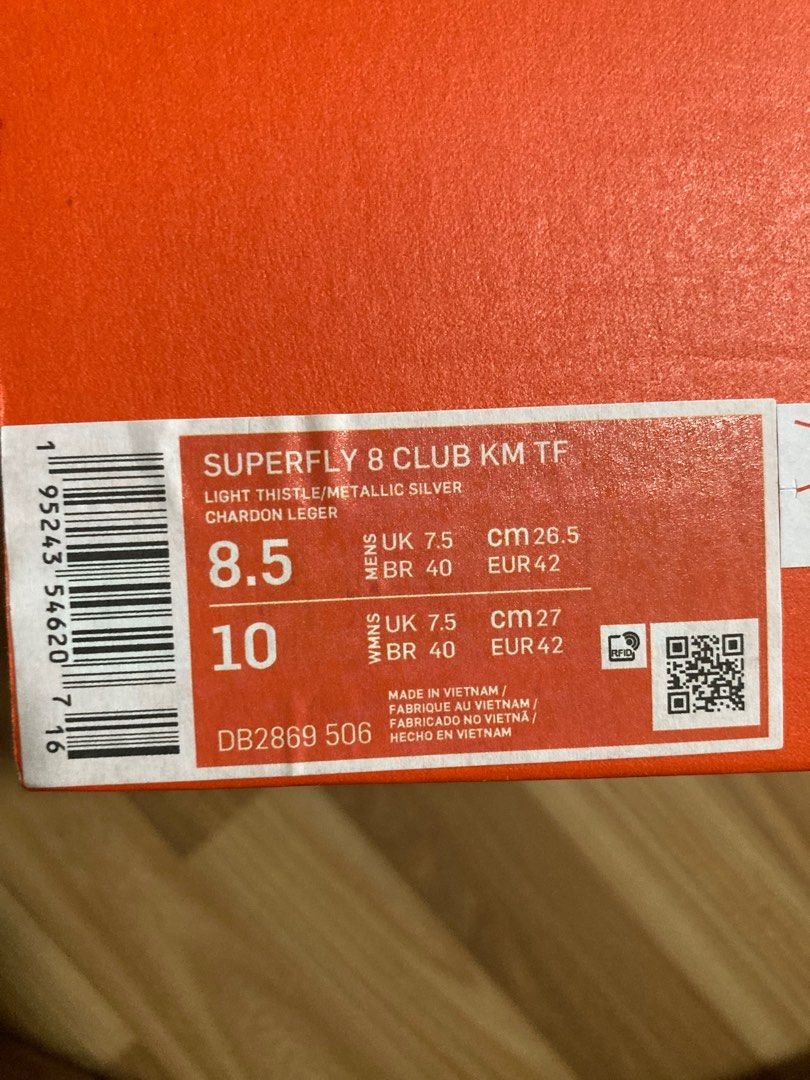 SUPERFLY 8 CLUB KM TF
LIGHT THISTLE/METALLIC SILVER
CHARDON LEGER
8.5 MENS UK 7.5 cm 26.5
BR 40 EUR 42
10 WMNS UK 7.5 cm 27
BR 40 EUR 42
RFID
DB2869 506
MADE IN VIETNAM /
FABRIQUE AU VIETNAM /
FABRICADO NO VIETNÃ /
HECHO EN VIETNAM
1 95243 54620 7 16